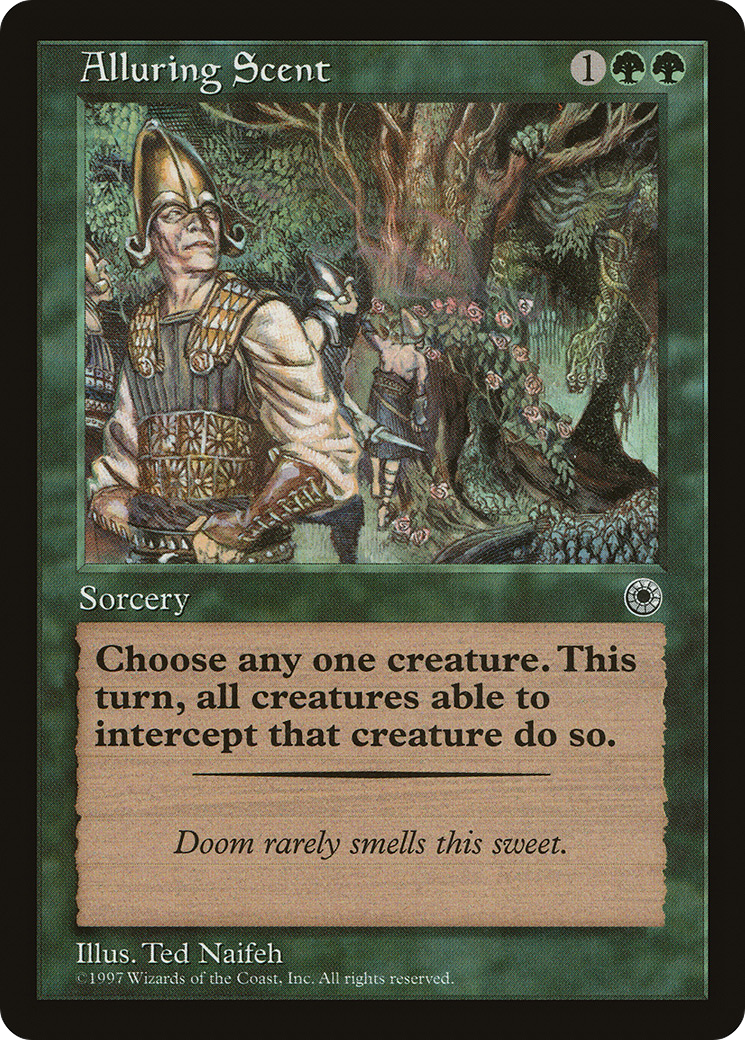 Alluring Scent 1
Sorcery
Choose any one creature. This
turn, all creatures able to
intercept that creature do so.
Doom rarely smells this sweet.
Illus. Ted Naifeh
©1997 Wizards of the Coast, Inc. All rights reserved.